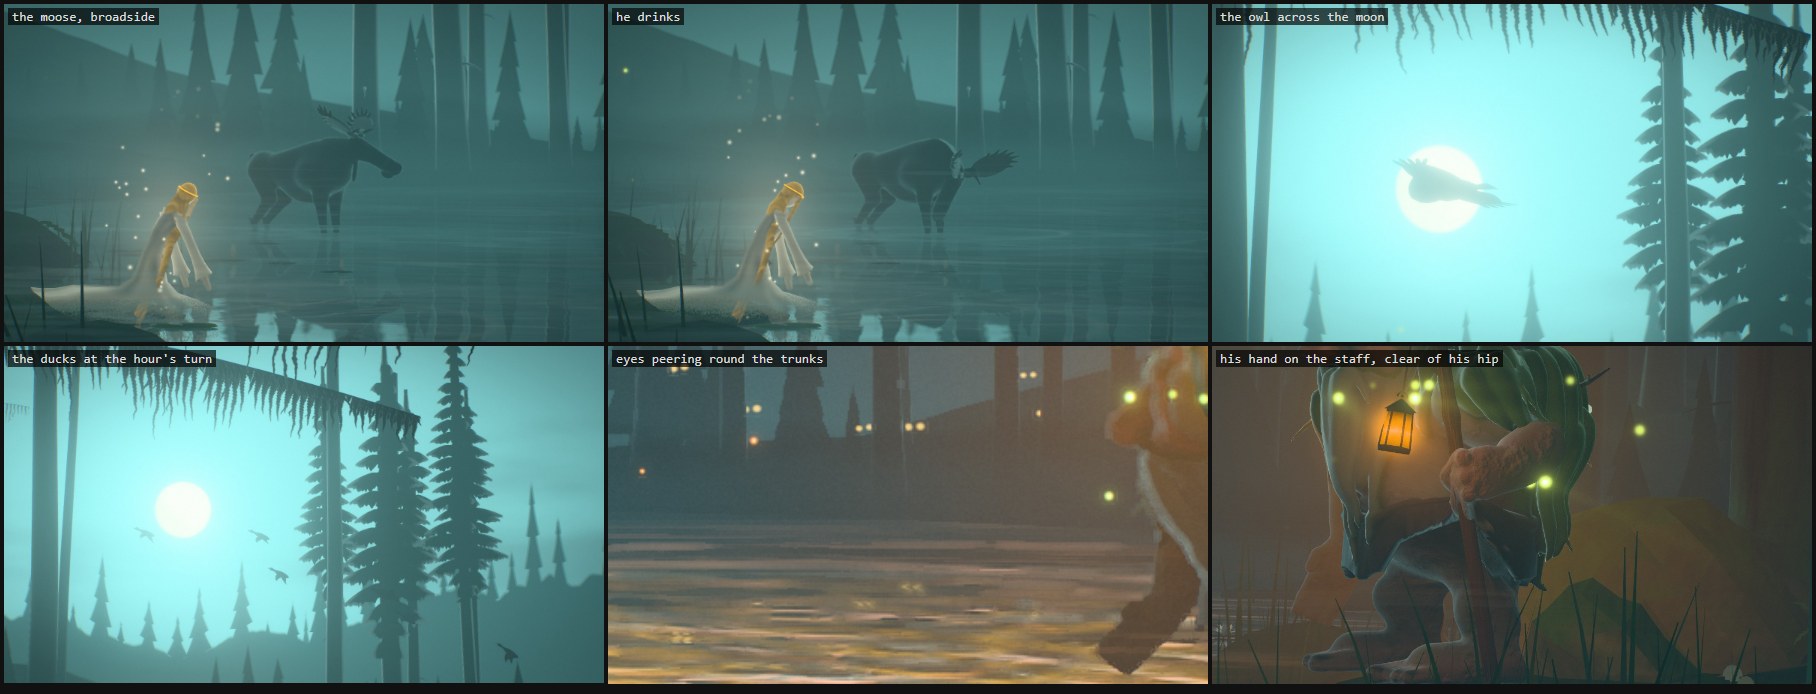 the moose, broadside
he drinks
the owl across the moon
the ducks at the hour's turn
eyes peering round the trunks
his hand on the staff, clear of his hip